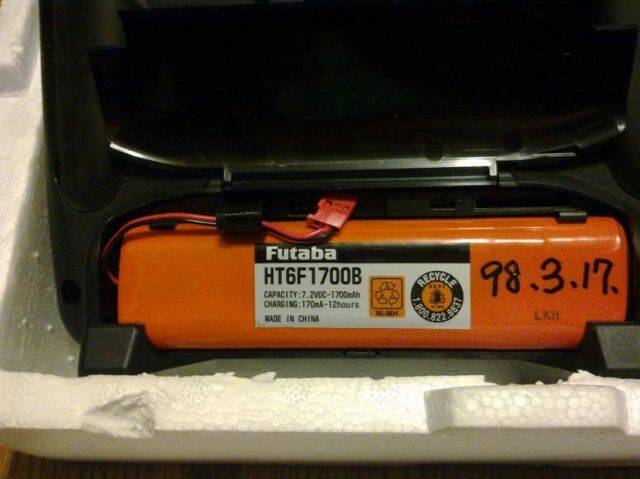 Futaba
HT6F1700B
CAPACITY:7.2VDC-1700mAh
CHARGING:170mA-12hours
MADE IN CHINA
Ni-MH
RECYCLE
1.800.822.8837
98.3.17.
LKH